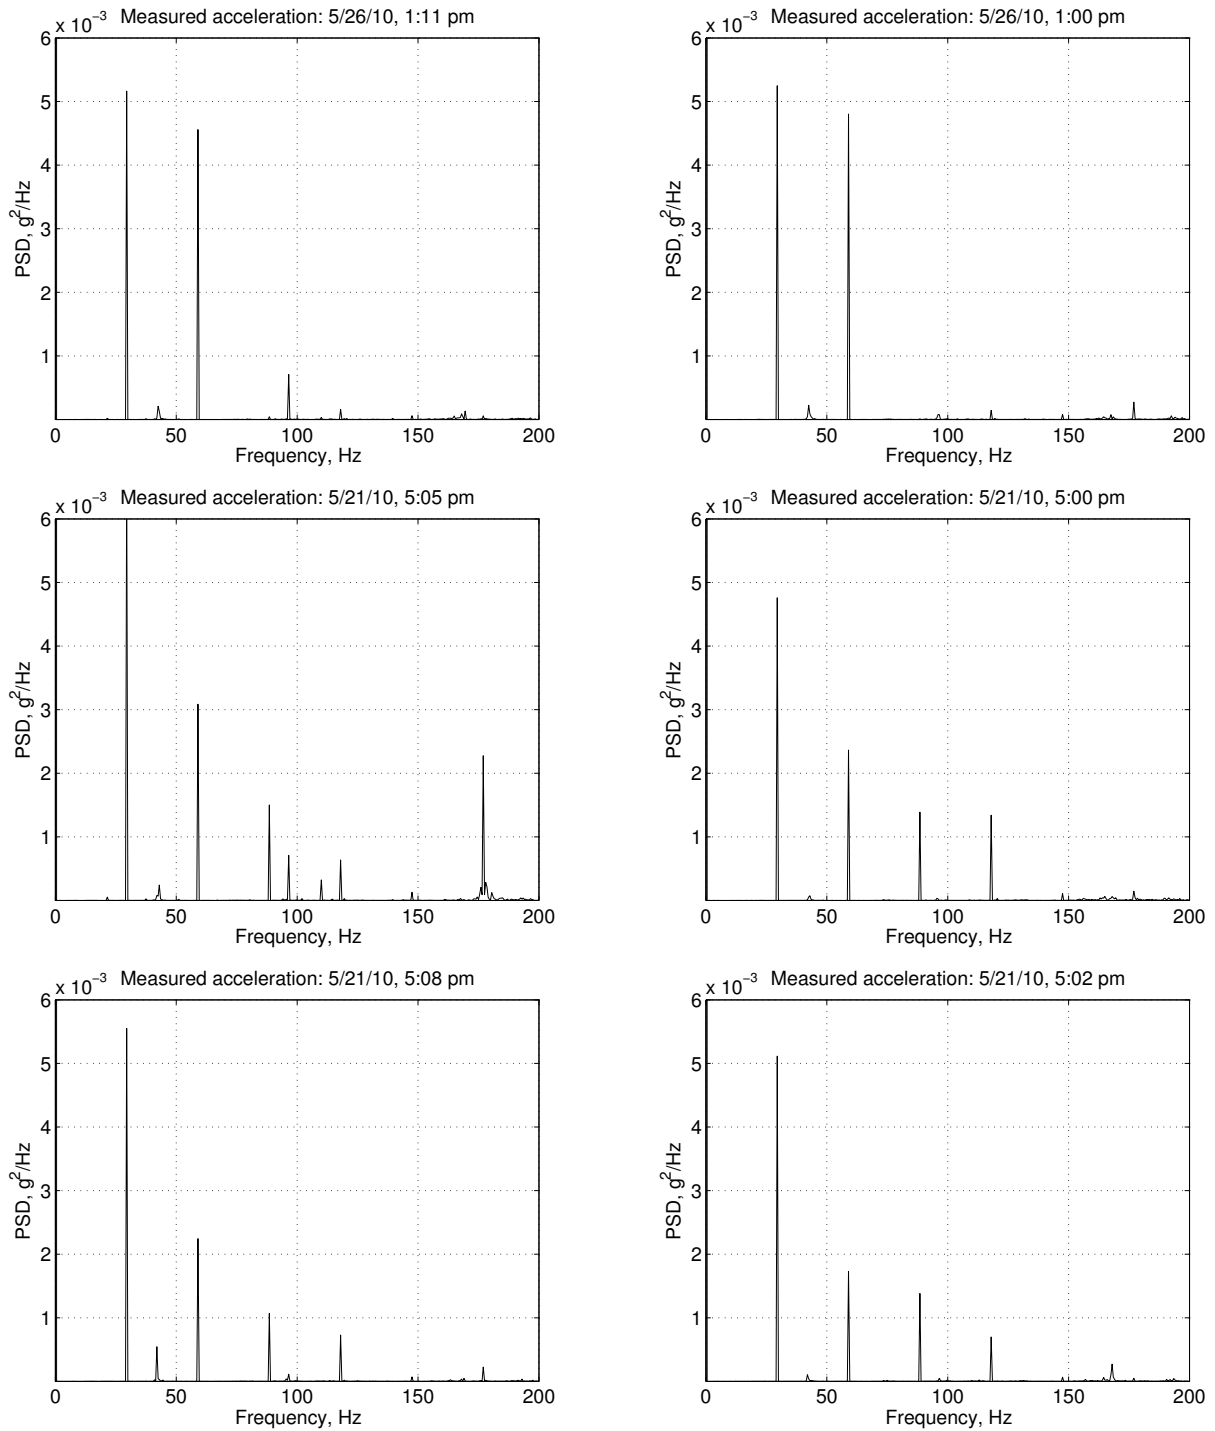 x 10⁻³ Measured acceleration: 5/26/10, 1:11 pm
6
5
4
3
2
1
PSD, g²/Hz
0 50 100 150 200
Frequency, Hz
x 10⁻³ Measured acceleration: 5/26/10, 1:00 pm
6
5
4
3
2
1
PSD, g²/Hz
0 50 100 150 200
Frequency, Hz
x 10⁻³ Measured acceleration: 5/21/10, 5:05 pm
6
5
4
3
2
1
PSD, g²/Hz
0 50 100 150 200
Frequency, Hz
x 10⁻³ Measured acceleration: 5/21/10, 5:00 pm
6
5
4
3
2
1
PSD, g²/Hz
0 50 100 150 200
Frequency, Hz
x 10⁻³ Measured acceleration: 5/21/10, 5:08 pm
6
5
4
3
2
1
PSD, g²/Hz
0 50 100 150 200
Frequency, Hz
x 10⁻³ Measured acceleration: 5/21/10, 5:02 pm
6
5
4
3
2
1
PSD, g²/Hz
0 50 100 150 200
Frequency, Hz